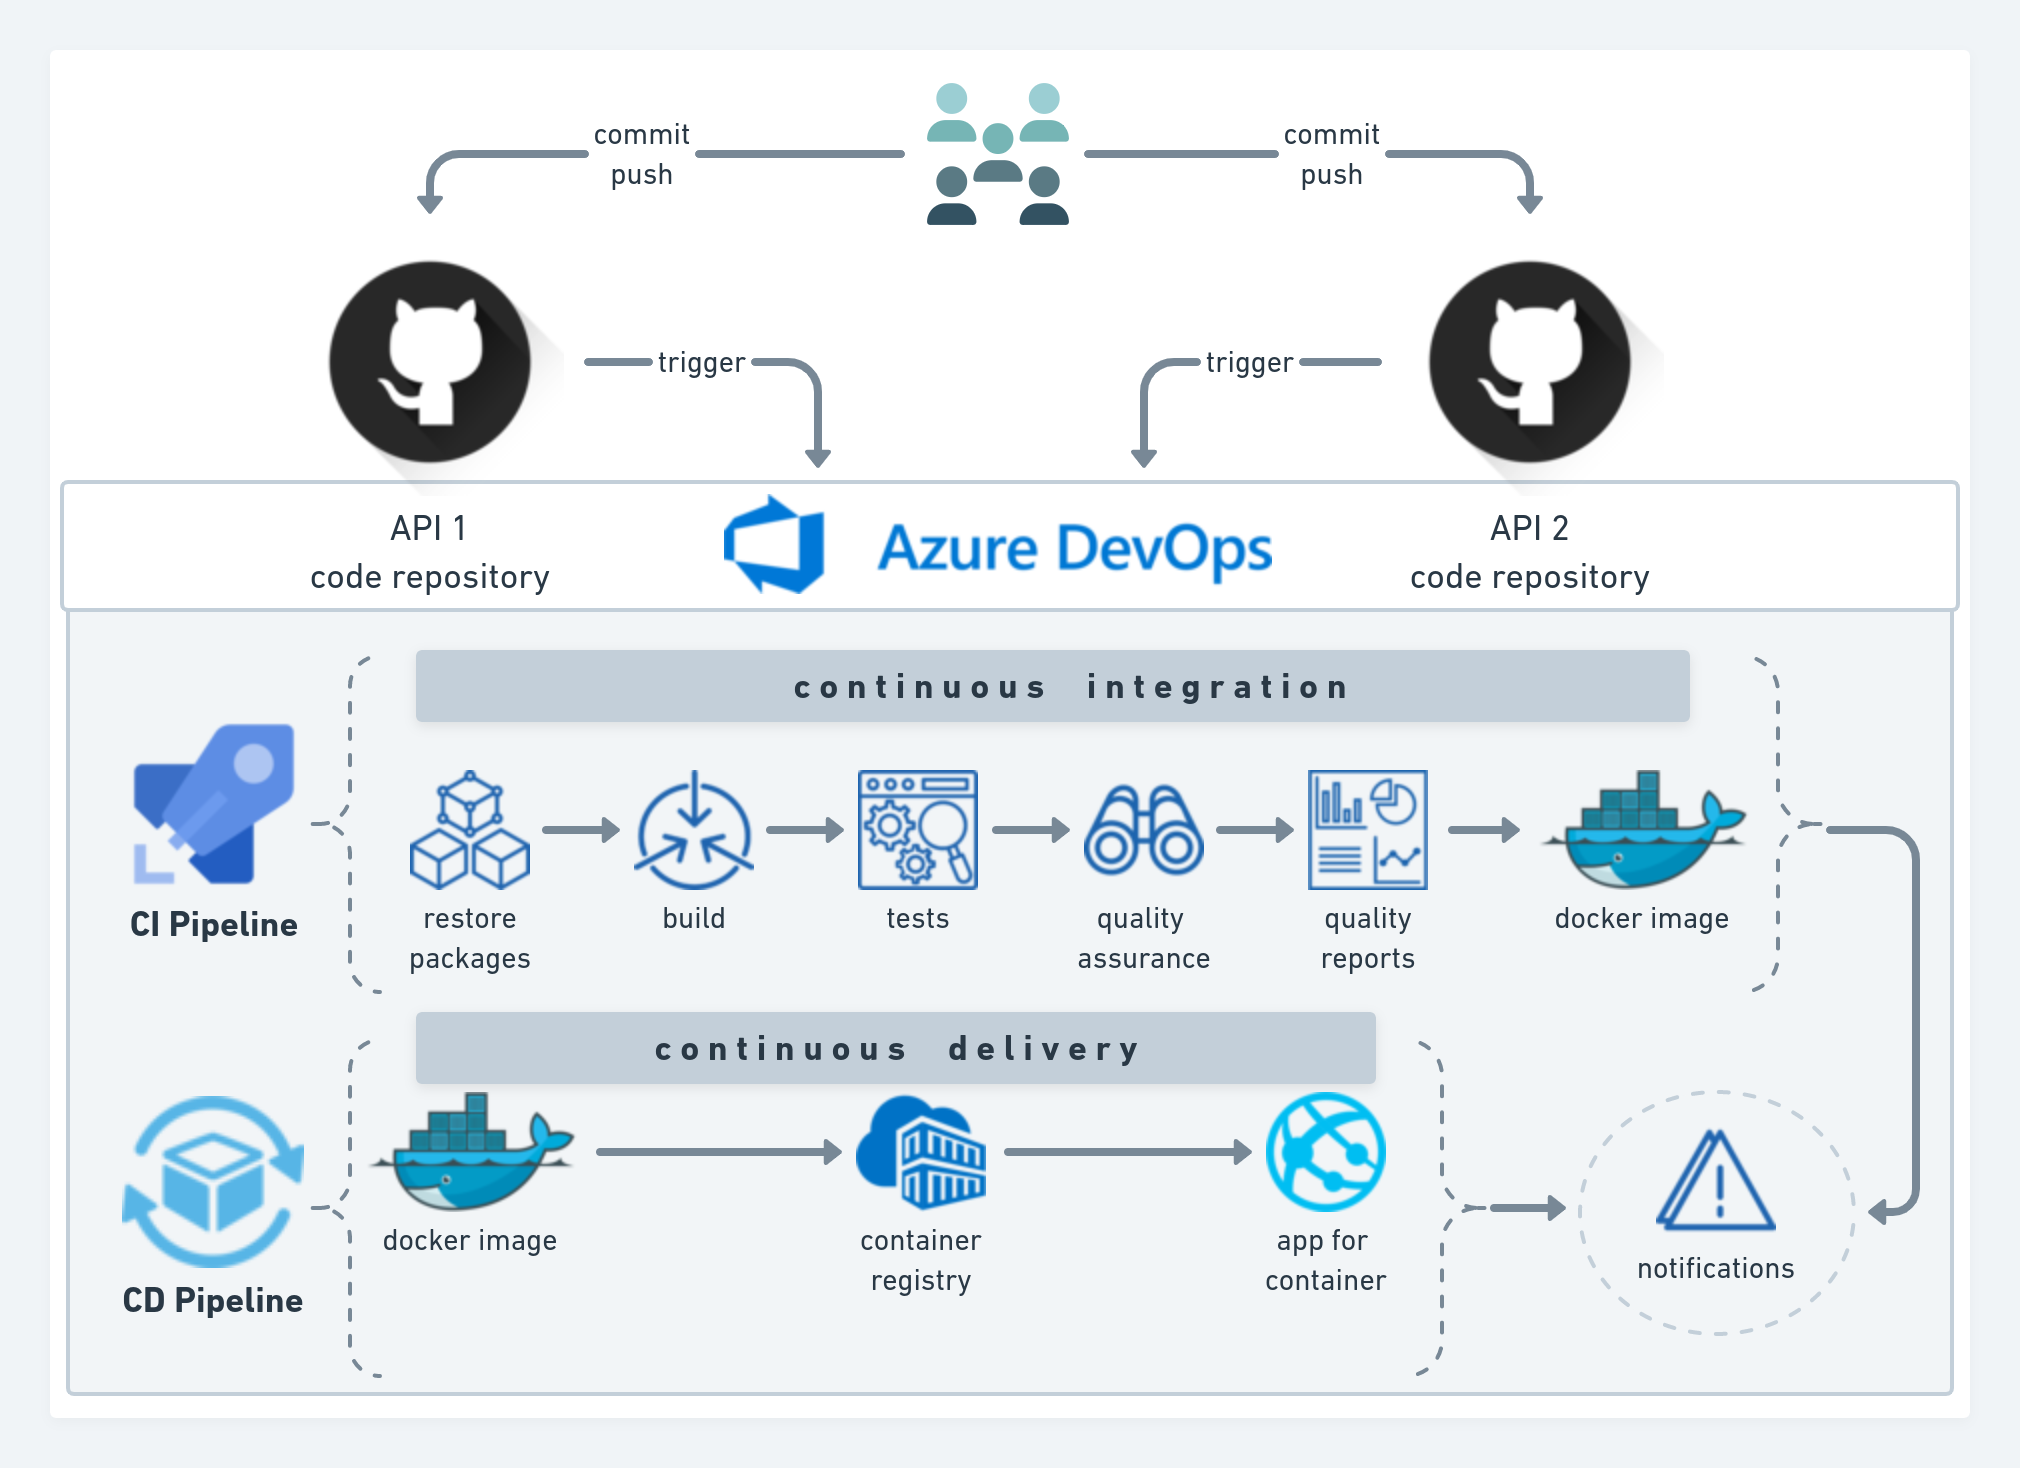 commit
push
commit
push
trigger
trigger
API 1
code repository
Azure DevOps
API 2
code repository
continuous integration
CI Pipeline
restore
packages
build
tests
quality
assurance
quality
reports
docker image
continuous delivery
CD Pipeline
docker image
container
registry
app for
container
notifications